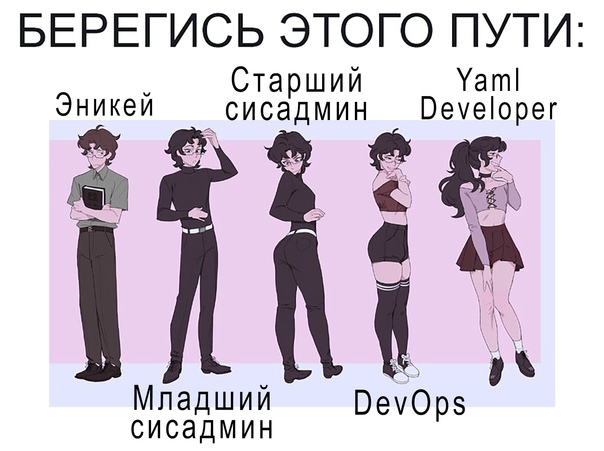 БЕРЕГИСЬ ЭТОГО ПУТИ:
Эникей
Младший
сисадмин
Старший
сисадмин
DevOps
Yaml
Developer